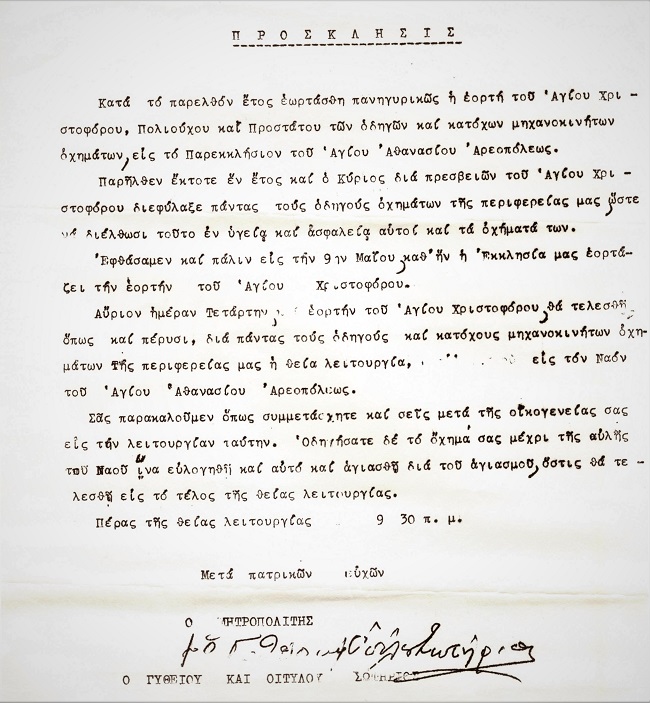 Π Ρ Ο Σ Κ Λ Η Σ Ι Σ
Κατά τό παρελθόν ἔτος ἑωρτάσθη πανηγυρικῶς ἡ ἑορτή τοῦ Ἁγίου Χρι -
στοφόρου, Πολιούχου καί Προστάτου τῶν ὁδηγῶν καί κατόχων μηχανοκινήτων
ὀχημάτων, εἰς τό Παρεκκλήσιον τοῦ Ἁγίου Ἀθανασίου Ἀρεοπόλεως.
Παρῆλθεν ἔκτοτε ἕν ἔτος καί ὁ Κύριος διά πρεσβειῶν τοῦ Ἁγίου Χρι -
στοφόρου διεφύλαξε πάντας τούς ὁδηγούς ὀχημάτων τῆς περιφερείας μας ὥστε
νά διέλθωσι τοῦτο ἐν ὑγείᾳ καί ἀσφαλείᾳ αὐτοί καί τά ὀχήματά των.
Ἐφθάσαμεν καί πάλιν εἰς τήν 9ην Μαΐου, καθ' ἥν ἡ Ἐκκλησία μας ἑορτά-
ζει τήν ἑορτήν τοῦ Ἁγίου Χριστοφόρου.
Αὔριον ἡμέραν Τετάρτην ἑορτήν τοῦ Ἁγίου Χριστοφόρου, θά τελεσθῇ
ὅπως καί πέρυσι, διά πάντας τούς ὁδηγούς καί κατόχους μηχανοκινήτων ὀχη-
μάτων τῆς περιφερείας μας ἡ θεία λειτουργία, εἰς τόν Ναόν
τοῦ Ἁγίου Ἀθανασίου Ἀρεοπόλεως.
Σᾶς παρακαλοῦμεν ὅπως συμμετάσχητε καί σεῖς μετά τῆς οἰκογενείας σας
εἰς τήν λειτουργίαν ταύτην. Ὁδηγήσατε δέ τό ὄχημά σας μέχρι τῆς αὐλῆς
τοῦ Ναοῦ ἵνα εὐλογηθῇ καί αὐτό καί ἁγιασθῇ διά τοῦ ἁγιασμοῦ, ὅστις θά τε -
λεσθῇ εἰς τό τέλος τῆς θείας λειτουργίας.
Πέρας τῆς θείας λειτουργίας 9 30 π. μ.
Μετά πατρικῶν εὐχῶν
Ο ΜΗΤΡΟΠΟΛΙΤΗΣ
Ο ΓΥΘΕΙΟΥ ΚΑΙ ΟΙΤΥΛΟΥ ΣΩΤΗΡΙΟΣ